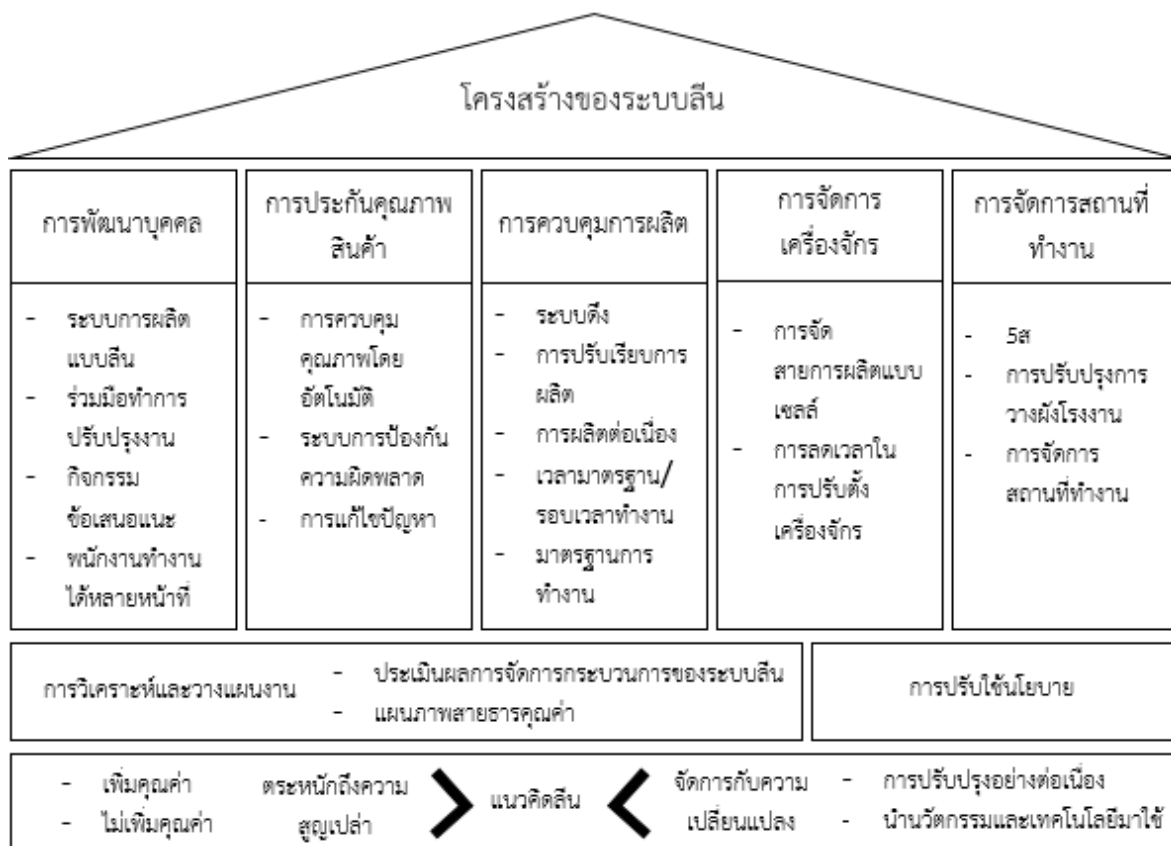 โครงสร้างของระบบลีน
การพัฒนาบุคคล
- ระบบการผลิต
แบบลีน
- ร่วมมือทำการ
ปรับปรุงงาน
- กิจกรรม
ข้อเสนอแนะ
- พนักงานทำงาน
ได้หลายหน้าที่
การประกันคุณภาพ
สินค้า
- การควบคุม
คุณภาพโดย
อัตโนมัติ
- ระบบการป้องกัน
ความผิดพลาด
- การแก้ไขปัญหา
การควบคุมการผลิต
- ระบบดึง
- การปรับเรียบการ
ผลิต
- การผลิตต่อเนื่อง
- เวลามาตรฐาน/
รอบเวลาทำงาน
- มาตรฐานการ
ทำงาน
การจัดการ
เครื่องจักร
- การจัด
สายการผลิตแบบ
เซลล์
- การลดเวลาใน
การปรับตั้ง
เครื่องจักร
การจัดการสถานที่
ทำงาน
- 5ส
- การปรับปรุงการ
วางผังโรงงาน
- การจัดการ
สถานที่ทำงาน
การวิเคราะห์และวางแผนงาน
- ประเมินผลการจัดการกระบวนการของระบบลีน
- แผนภาพสายธารคุณค่า
การปรับใช้นโยบาย
- เพิ่มคุณค่า
- ไม่เพิ่มคุณค่า
ตระหนักถึงความ
สูญเปล่า
แนวคิดลีน
จัดการกับความ
เปลี่ยนแปลง
- การปรับปรุงอย่างต่อเนื่อง
- นำนวัตกรรมและเทคโนโลยีมาใช้